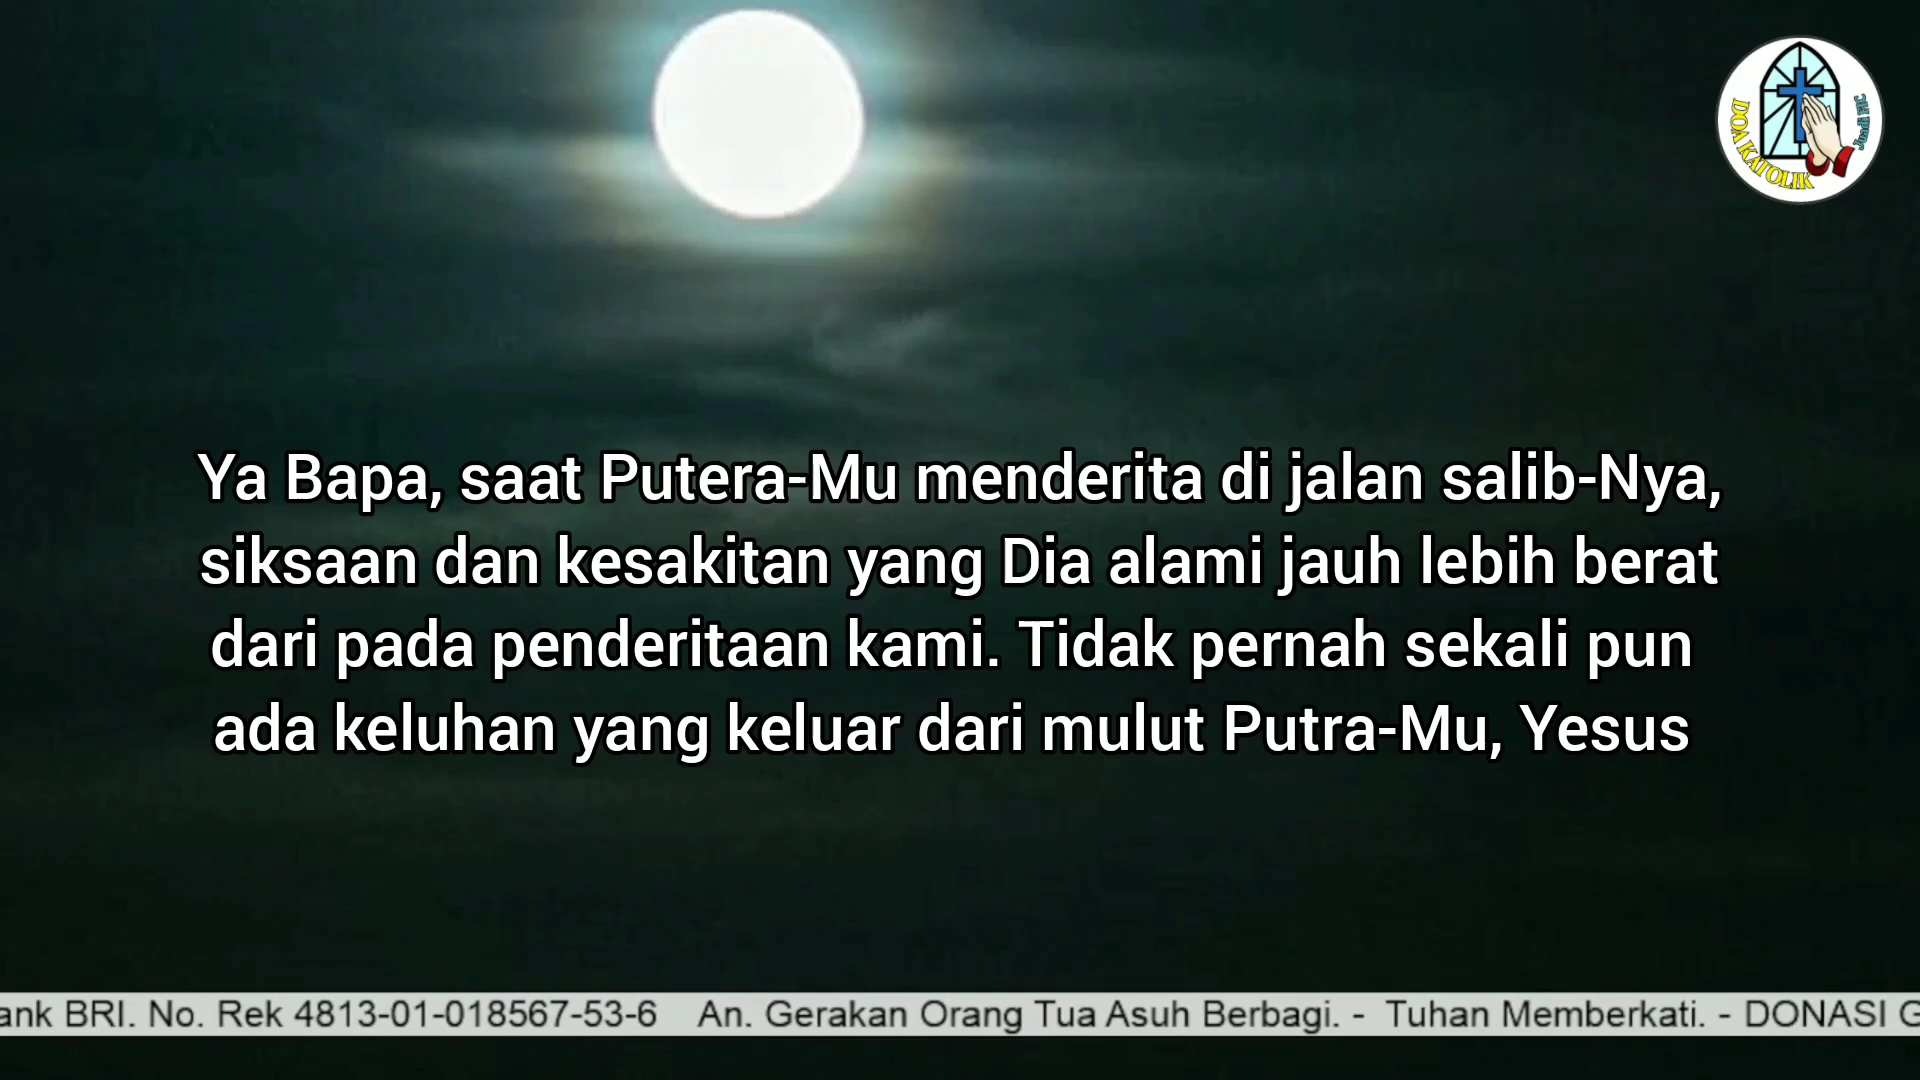 DOA KATOLIK
Ya Bapa, saat Putera-Mu menderita di jalan salib-Nya,
siksaan dan kesakitan yang Dia alami jauh lebih berat
dari pada penderitaan kami. Tidak pernah sekali pun
ada keluhan yang keluar dari mulut Putra-Mu, Yesus
ank BRI. No. Rek 4813-01-018567-53-6 An. Gerakan Orang Tua Asuh Berbagi. - Tuhan Memberkati. - DONASI G